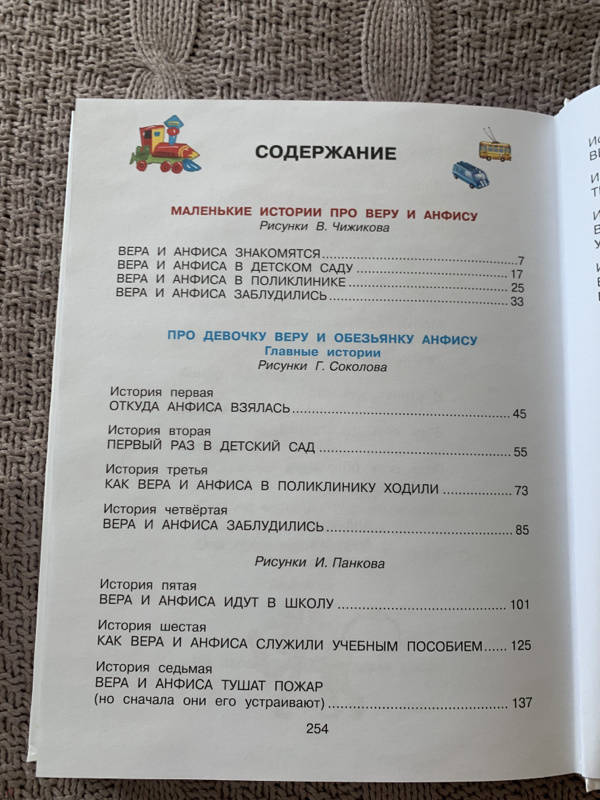 СОДЕРЖАНИЕ
МАЛЕНЬКИЕ ИСТОРИИ ПРО ВЕРУ И АНФИСУ
Рисунки В. Чижикова
ВЕРА И АНФИСА ЗНАКОМЯТСЯ 7
ВЕРА И АНФИСА В ДЕТСКОМ САДУ 17
ВЕРА И АНФИСА В ПОЛИКЛИНИКЕ 25
ВЕРА И АНФИСА ЗАБЛУДИЛИСЬ 33
ПРО ДЕВОЧКУ ВЕРУ И ОБЕЗЬЯНКУ АНФИСУ
Главные истории
Рисунки Г. Соколова
История первая
ОТКУДА АНФИСА ВЗЯЛАСЬ 45
История вторая
ПЕРВЫЙ РАЗ В ДЕТСКИЙ САД 55
История третья
КАК ВЕРА И АНФИСА В ПОЛИКЛИНИКУ ХОДИЛИ 73
История четвёртая
ВЕРА И АНФИСА ЗАБЛУДИЛИСЬ 85
Рисунки И. Панкова
История пятая
ВЕРА И АНФИСА ИДУТ В ШКОЛУ 101
История шестая
КАК ВЕРА И АНФИСА СЛУЖИЛИ УЧЕБНЫМ ПОСОБИЕМ 125
История седьмая
ВЕРА И АНФИСА ТУШАТ ПОЖАР
(но сначала они его устраивают) 137
254